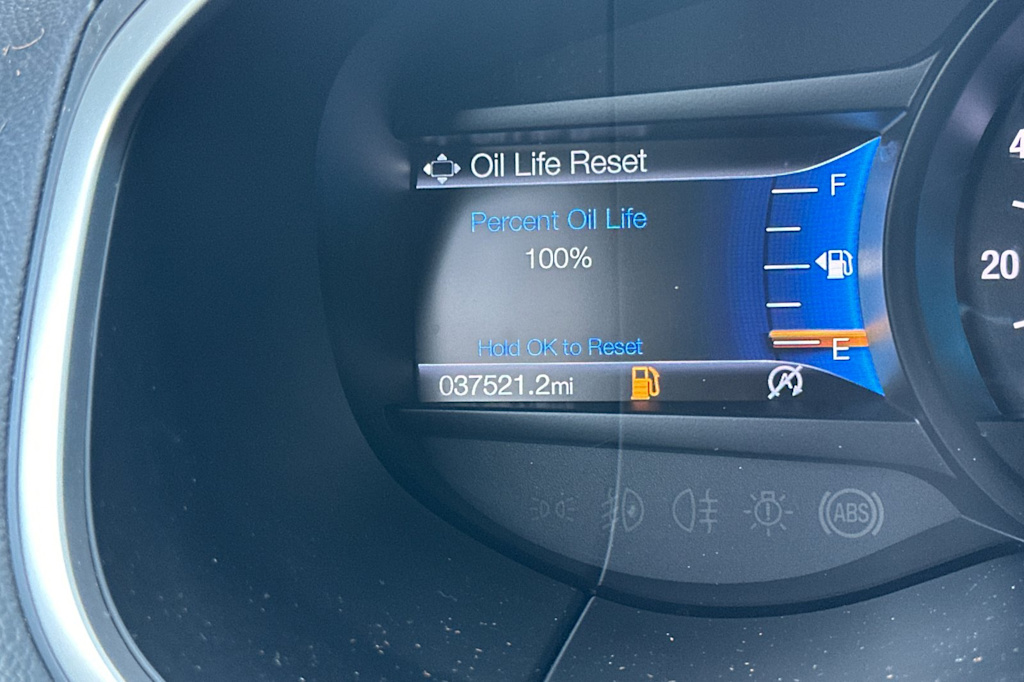 Oil Life Reset
F
Percent Oil Life
100%
20
Hold OK to Reset
E
037521.2mi
A
ABS